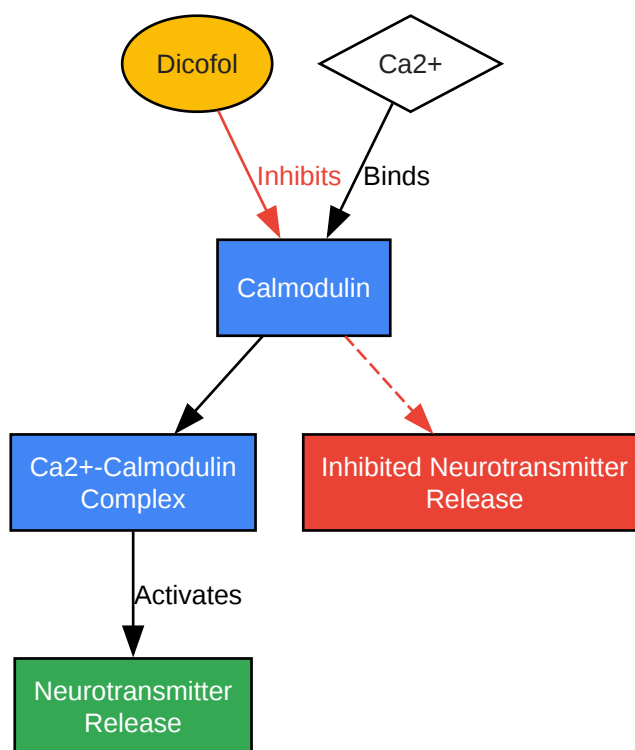 Dicofol
Ca2+
Inhibits
Binds
Calmodulin
Ca2+-Calmodulin
Complex
Inhibited Neurotransmitter
Release
Activates
Neurotransmitter
Release